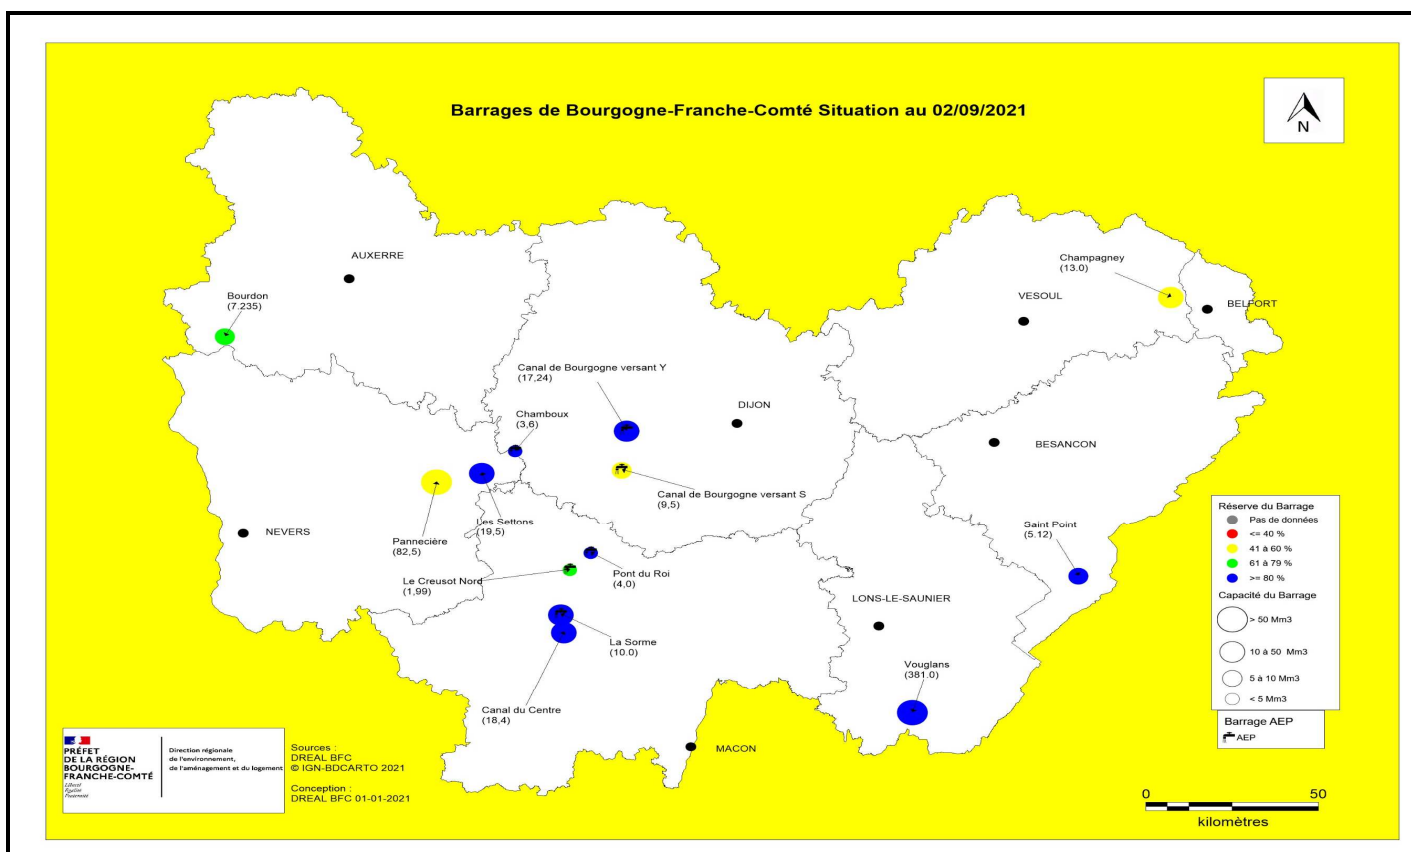 Barrages de Bourgogne-Franche-Comté Situation au 02/09/2021
N
AUXERRE
Bourdon
(7.235)
Champagney
(13.0)
VESOUL
BELFORT
Canal de Bourgogne versant Y
(17,24)
Chamboux
(3,6)
DIJON
BESANCON
Canal de Bourgogne versant S
(9,5)
Les Settons
(19,5)
Pannecière
(82,5)
NEVERS
Saint Point
(5.12)
Le Creusot Nord
(1,99)
Pont du Roi
(4,0)
LONS-LE-SAUNIER
La Sorme
(10.0)
Vouglans
(381.0)
Canal du Centre
(18,4)
MACON
Réserve du Barrage
Pas de données
<= 40 %
41 à 60 %
61 à 79 %
>= 80 %
Capacité du Barrage
> 50 Mm3
10 à 50 Mm3
5 à 10 Mm3
< 5 Mm3
Barrage AEP
AEP
PRÉFET
DE LA RÉGION
BOURGOGNE-
FRANCHE-COMTÉ
Liberté
Égalité
Fraternité
Direction régionale
de l'environnement,
de l'aménagement et du logement
Sources :
DREAL BFC
© IGN-BDCARTO 2021
Conception :
DREAL BFC 01-01-2021
0 50
kilomètres